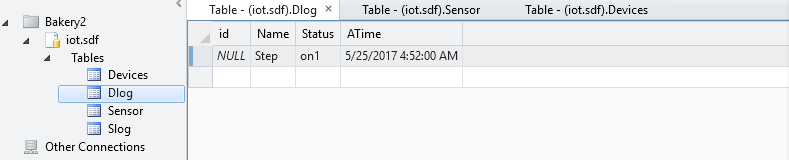 Bakery2
iot.sdf
Tables
Devices
Dlog
Sensor
Slog
Other Connections
Table - (iot.sdf).Dlog × Table - (iot.sdf).Sensor Table - (iot.sdf).Devices
id Name Status ATime
NULL Step on1 5/25/2017 4:52:00 AM